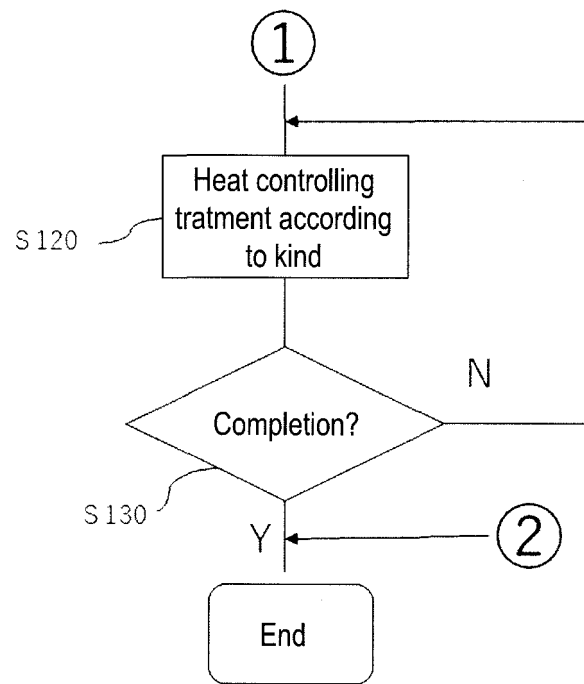 ①
Heat controlling
tratment according
to kind
S120
N
Completion?
S130
Y
②
End